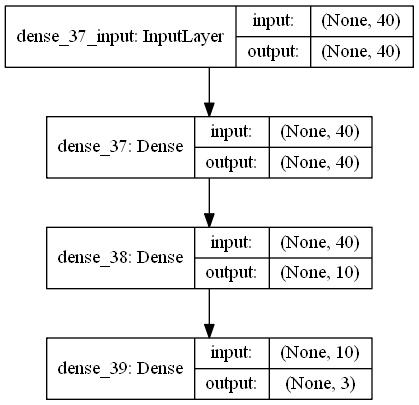 dense_37_input: InputLayer
input: (None, 40)
output: (None, 40)
dense_37: Dense
input: (None, 40)
output: (None, 40)
dense_38: Dense
input: (None, 40)
output: (None, 10)
dense_39: Dense
input: (None, 10)
output: (None, 3)